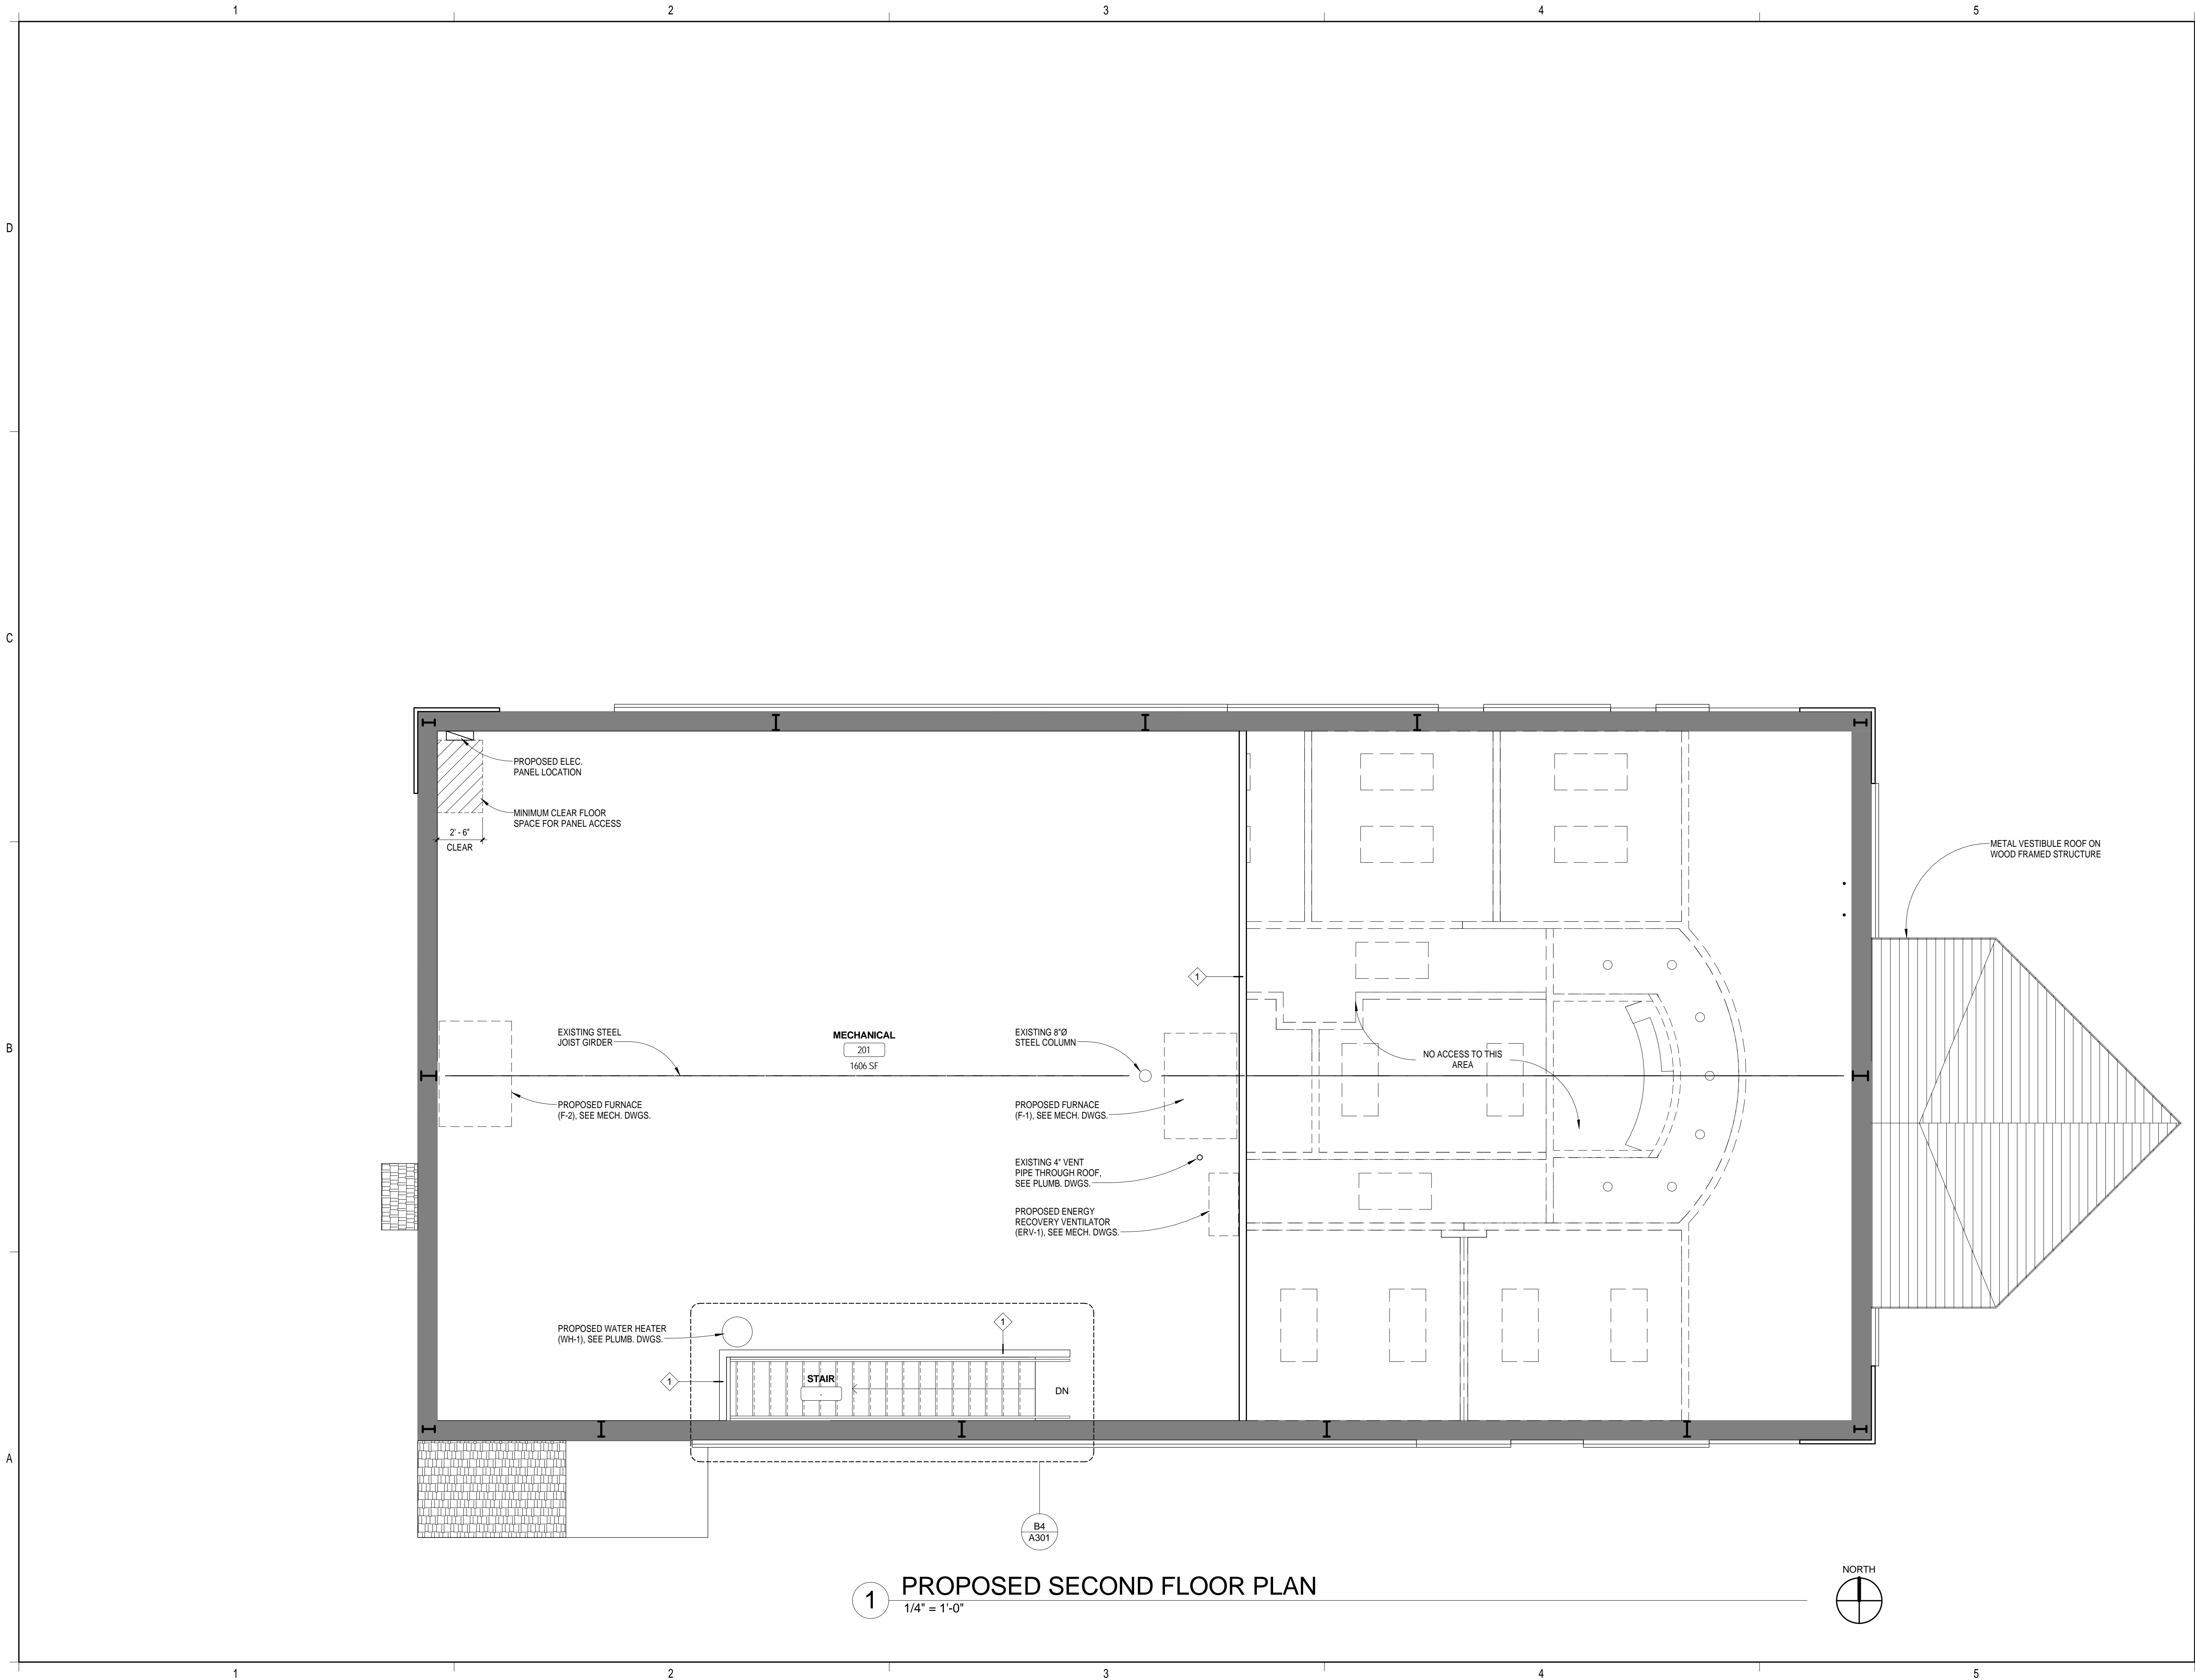 1 2 3 4 5
D
C
B
A
PROPOSED ELEC.
PANEL LOCATION
MINIMUM CLEAR FLOOR
SPACE FOR PANEL ACCESS
2' - 6"
CLEAR
METAL VESTIBULE ROOF ON
WOOD FRAMED STRUCTURE
1
EXISTING STEEL
JOIST GIRDER
MECHANICAL
201
1606 SF
EXISTING 8"Ø
STEEL COLUMN
NO ACCESS TO THIS
AREA
PROPOSED FURNACE
(F-2), SEE MECH. DWGS.
PROPOSED FURNACE
(F-1), SEE MECH. DWGS.
EXISTING 4" VENT
PIPE THROUGH ROOF,
SEE PLUMB. DWGS.
PROPOSED ENERGY
RECOVERY VENTILATOR
(ERV-1), SEE MECH. DWGS.
PROPOSED WATER HEATER
(WH-1), SEE PLUMB. DWGS.
1
1
STAIR
-
DN
B4
A301
1 PROPOSED SECOND FLOOR PLAN
1/4" = 1'-0"
NORTH
1 2 3 4 5